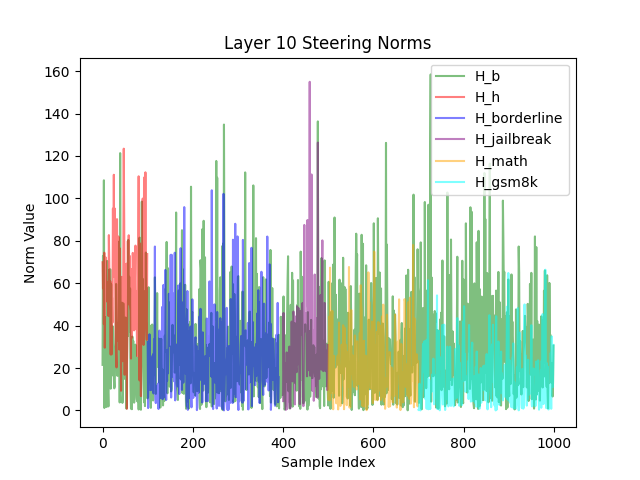 Layer 10 Steering Norms
160
140
120
100
80
60
40
20
0
Norm Value
H_b
H_h
H_borderline
H_jailbreak
H_math
H_gsm8k
0
200
400
600
800
1000
Sample Index